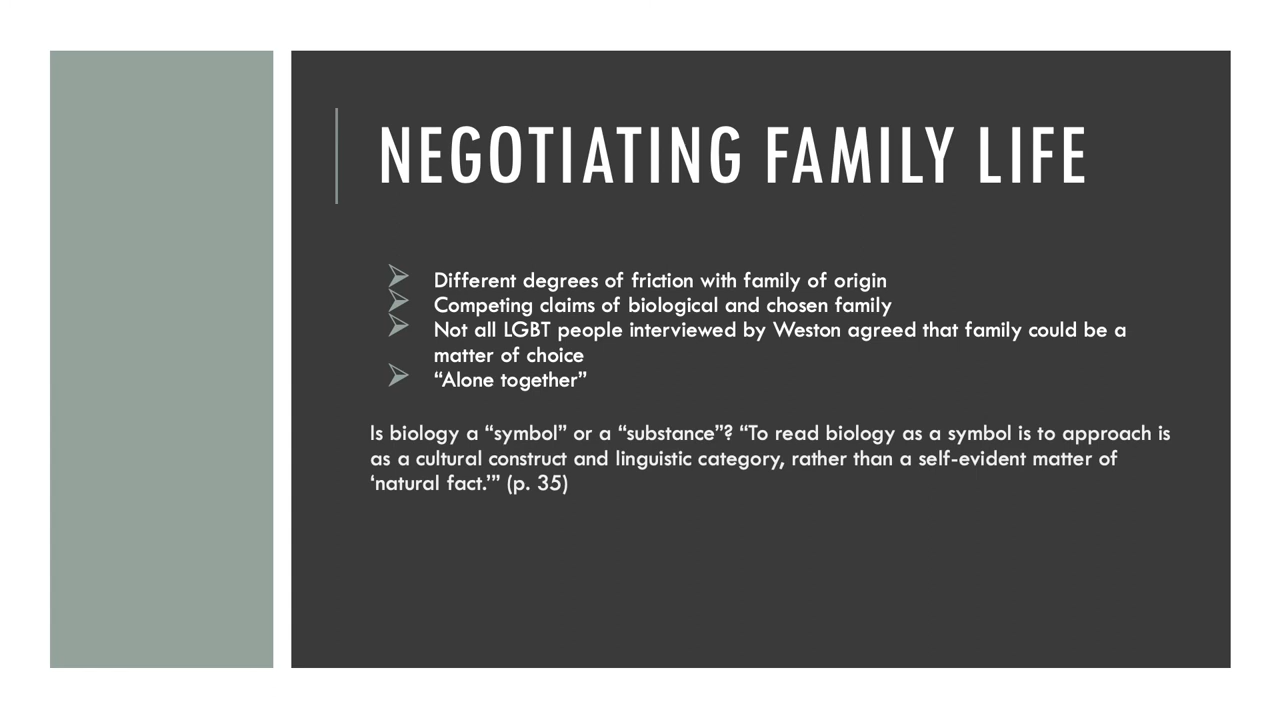 NEGOTIATING FAMILY LIFE
Different degrees of friction with family of origin
Competing claims of biological and chosen family
Not all LGBT people interviewed by Weston agreed that family could be a
matter of choice
“Alone together”
Is biology a “symbol” or a “substance”? “To read biology as a symbol is to approach is
as a cultural construct and linguistic category, rather than a self-evident matter of
‘natural fact.’” (p. 35)